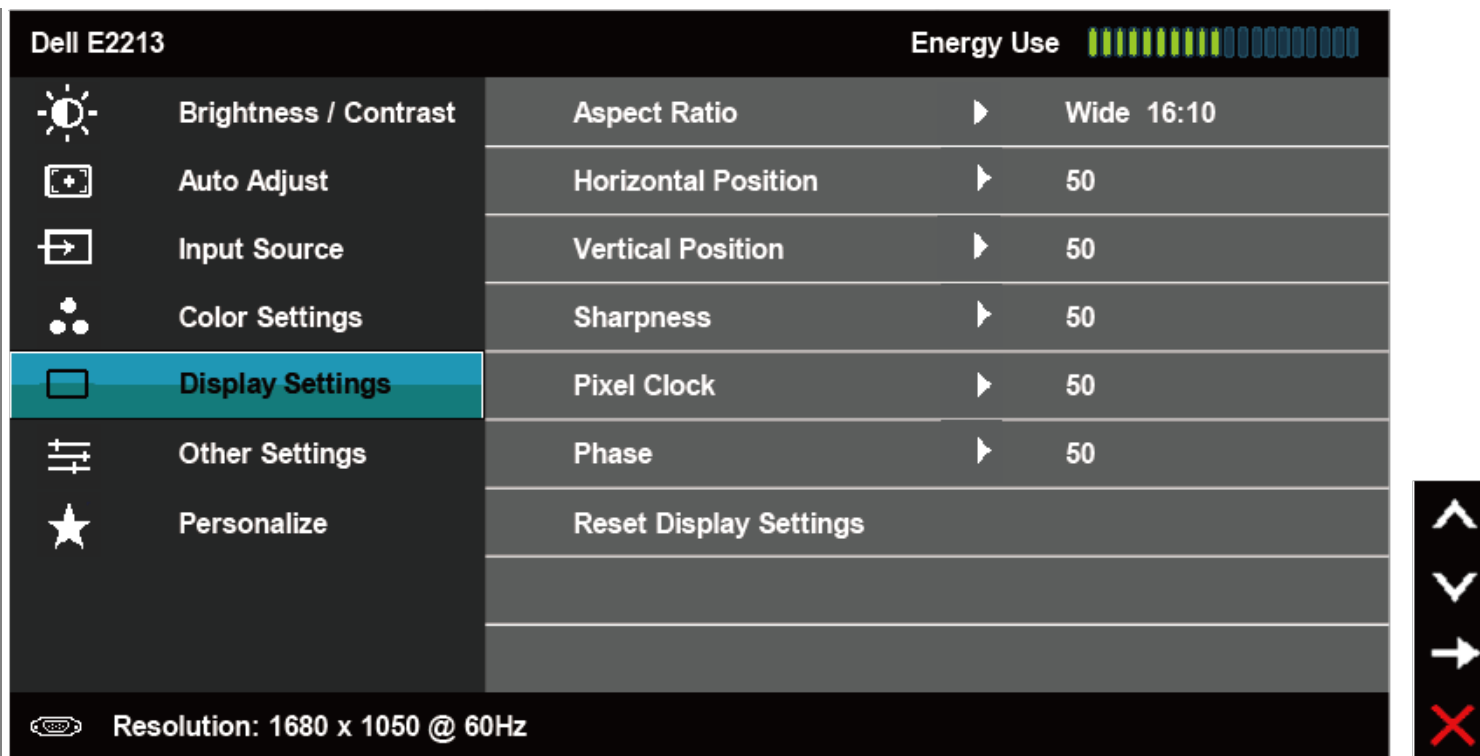 Dell E2213 Energy Use
Brightness / Contrast Aspect Ratio Wide 16:10
Auto Adjust Horizontal Position 50
Input Source Vertical Position 50
Color Settings Sharpness 50
Display Settings Pixel Clock 50
Other Settings Phase 50
Personalize Reset Display Settings
Resolution: 1680 x 1050 @ 60Hz